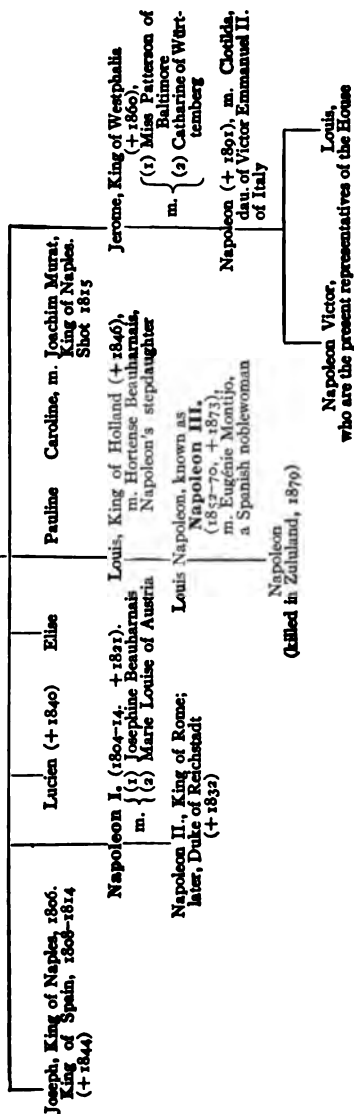 Joseph, King of Naples, 1806.
King of Spain, 1808-1814
(+ 1844)
Lucien (+ 1840)
Elise
Pauline
Caroline, m. Joachim Murat,
King of Naples.
Shot 1815
Napoleon I. (1804-14. + 1821).
m. { (1) Josephine Beauharnais
(2) Marie Louise of Austria
Louis, King of Holland (+ 1846),
m. Hortense Beauharnais,
Napoleon's stepdaughter
Jerome, King of Westphalia
(+ 1860),
m. { (1) Miss Patterson of
Baltimore
(2) Catharine of Würt-
temberg
Napoleon II., King of Rome;
later, Duke of Reichstadt
(+ 1832)
Louis Napoleon, known as
Napoleon III.
(1852-70, + 1873),
m. Eugénie Montijo,
a Spanish noblewoman
Napoleon (+ 1891), m. Clotilda,
dau. of Victor Emmanuel II.
of Italy
Napoleon
(killed in Zululand, 1879)
Napoleon Victor,
Louis,
who are the present representatives of the House